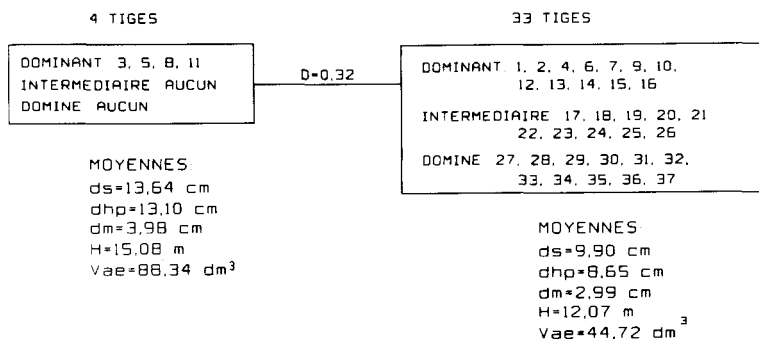 4 TIGES
DOMINANT 3, 5, 8, 11
INTERMEDIAIRE AUCUN
DOMINE AUCUN
MOYENNES:
ds=13,64 cm
dhp=13,10 cm
dm=3,98 cm
H=15,08 m
Vae=88,34 dm³
D=0,32
33 TIGES
DOMINANT 1, 2, 4, 6, 7, 9, 10,
12, 13, 14, 15, 16
INTERMEDIAIRE 17, 18, 19, 20, 21
22, 23, 24, 25, 26
DOMINE 27, 28, 29, 30, 31, 32,
33, 34, 35, 36, 37
MOYENNES
ds=9,90 cm
dhp=8,65 cm
dm=2,99 cm
H=12,07 m
Vae=44,72 dm³